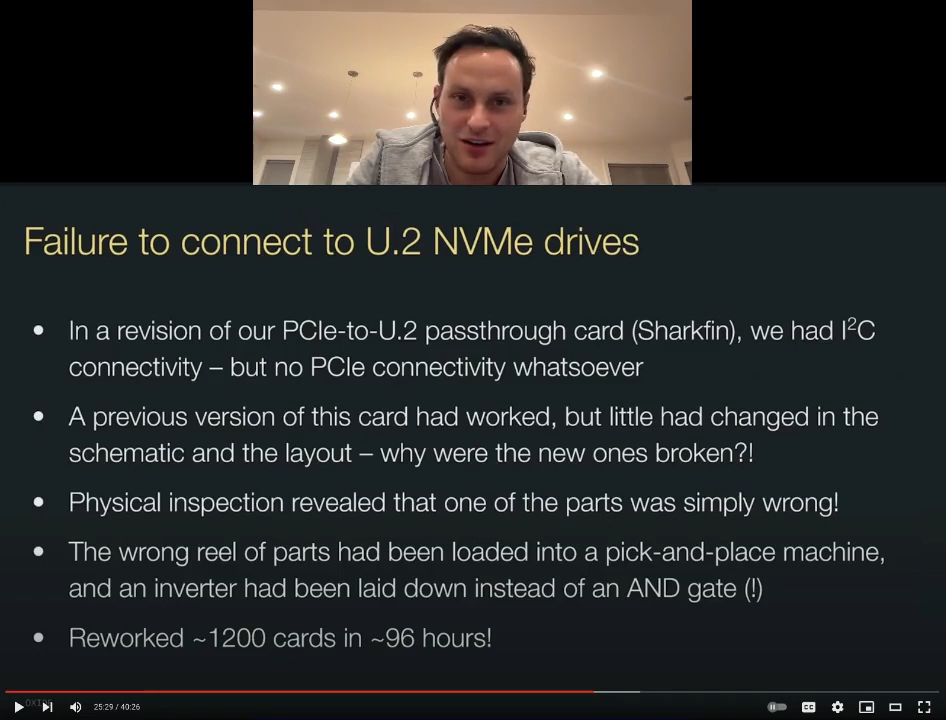 Failure to connect to U.2 NVMe drives
• In a revision of our PCIe-to-U.2 passthrough card (Sharkfin), we had I²C
connectivity – but no PCIe connectivity whatsoever
• A previous version of this card had worked, but little had changed in the
schematic and the layout – why were the new ones broken?!
• Physical inspection revealed that one of the parts was simply wrong!
• The wrong reel of parts had been loaded into a pick-and-place machine,
and an inverter had been laid down instead of an AND gate (!)
• Reworked ~1200 cards in ~96 hours!
25:29 / 40:26
CC